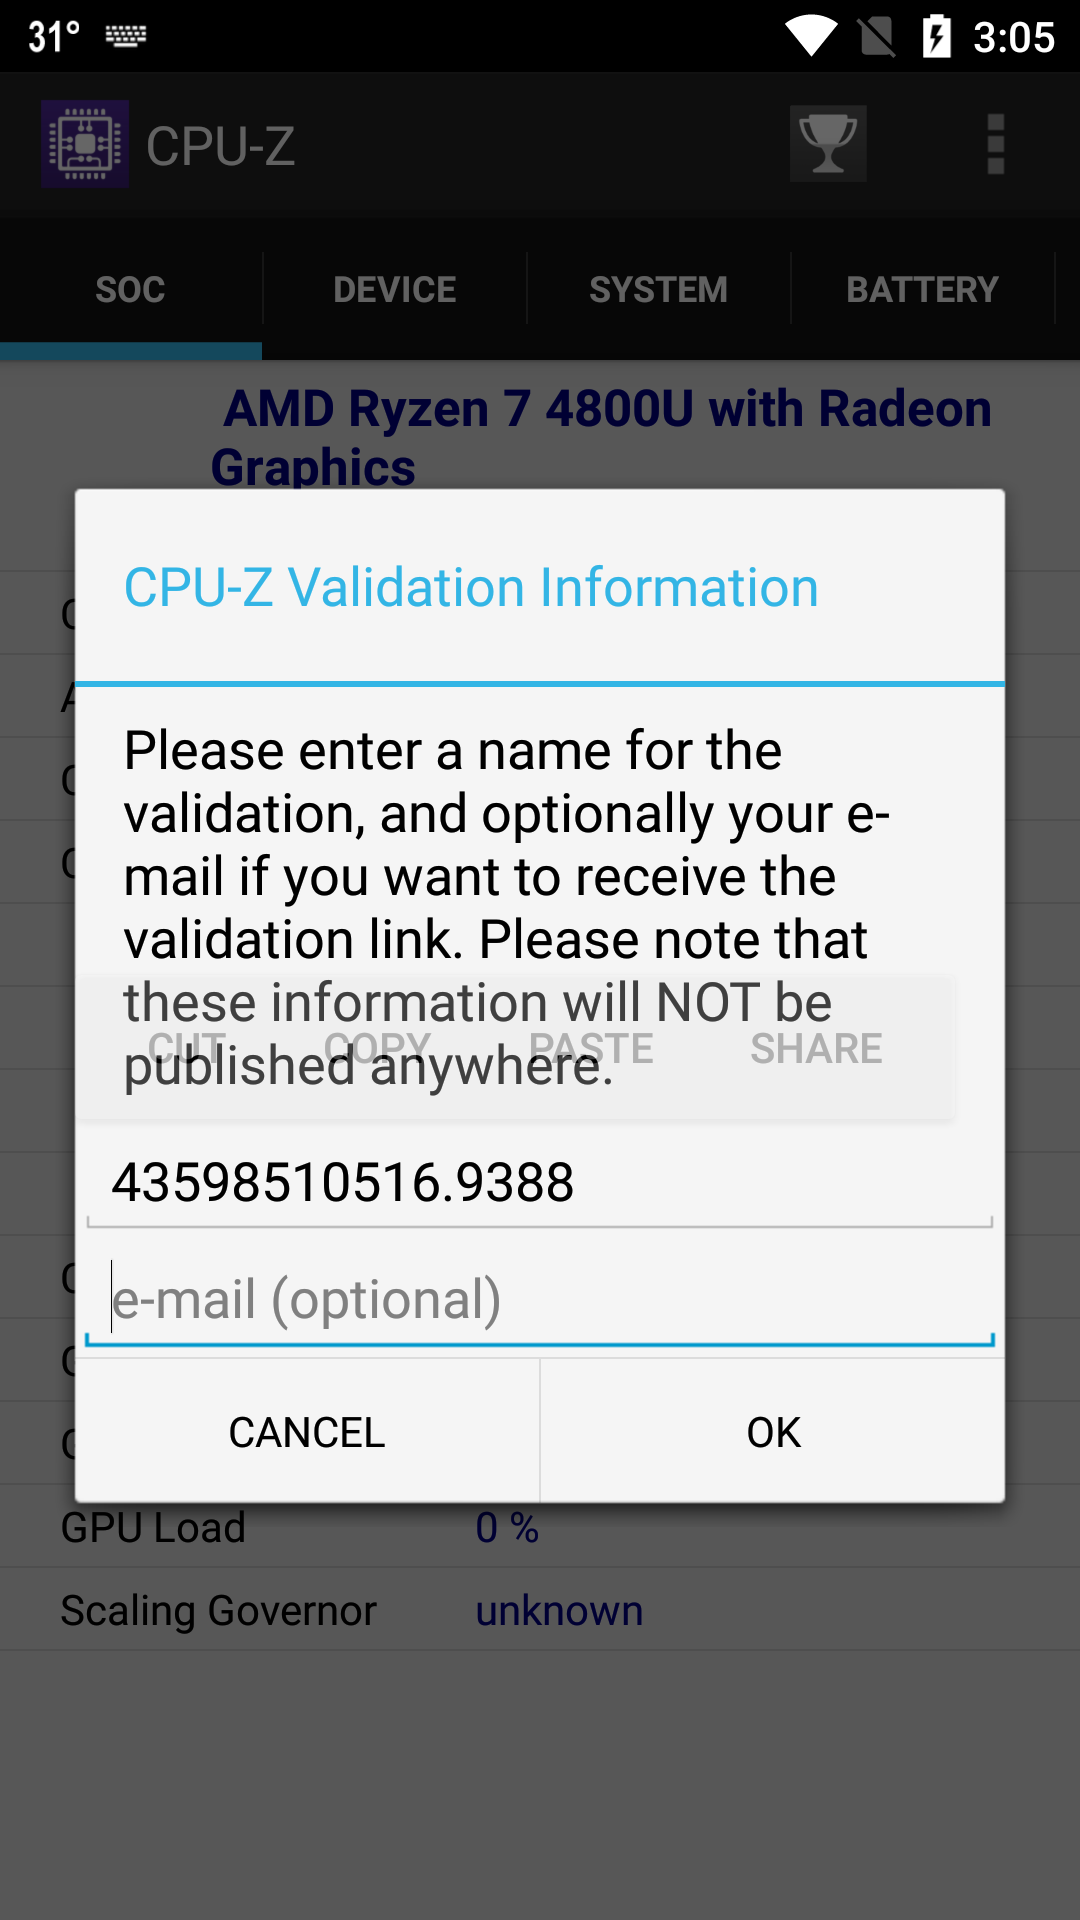 31° 3:05
CPU-Z
SOC DEVICE SYSTEM BATTERY
AMD Ryzen 7 4800U with Radeon
Graphics
CPU-Z Validation Information
Please enter a name for the
validation, and optionally your e-
mail if you want to receive the
validation link. Please note that
these information will NOT be
CUT COPY PASTE SHARE
published anywhere.
43598510516.9388
e-mail (optional)
CANCEL OK
GPU Load 0 %
Scaling Governor unknown